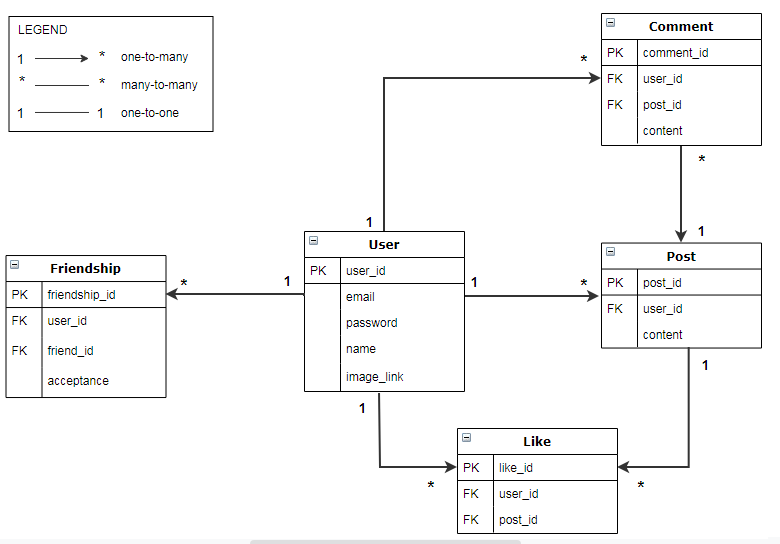 LEGEND
1 * one-to-many
* * many-to-many
1 1 one-to-one
Comment
PK comment_id
FK user_id
FK post_id
content
*
1
*
1
User
PK user_id
email
password
name
image_link
1
*
1
*
1
*
Friendship
PK friendship_id
FK user_id
FK friend_id
acceptance
Post
PK post_id
FK user_id
content
1
*
Like
PK like_id
FK user_id
FK post_id